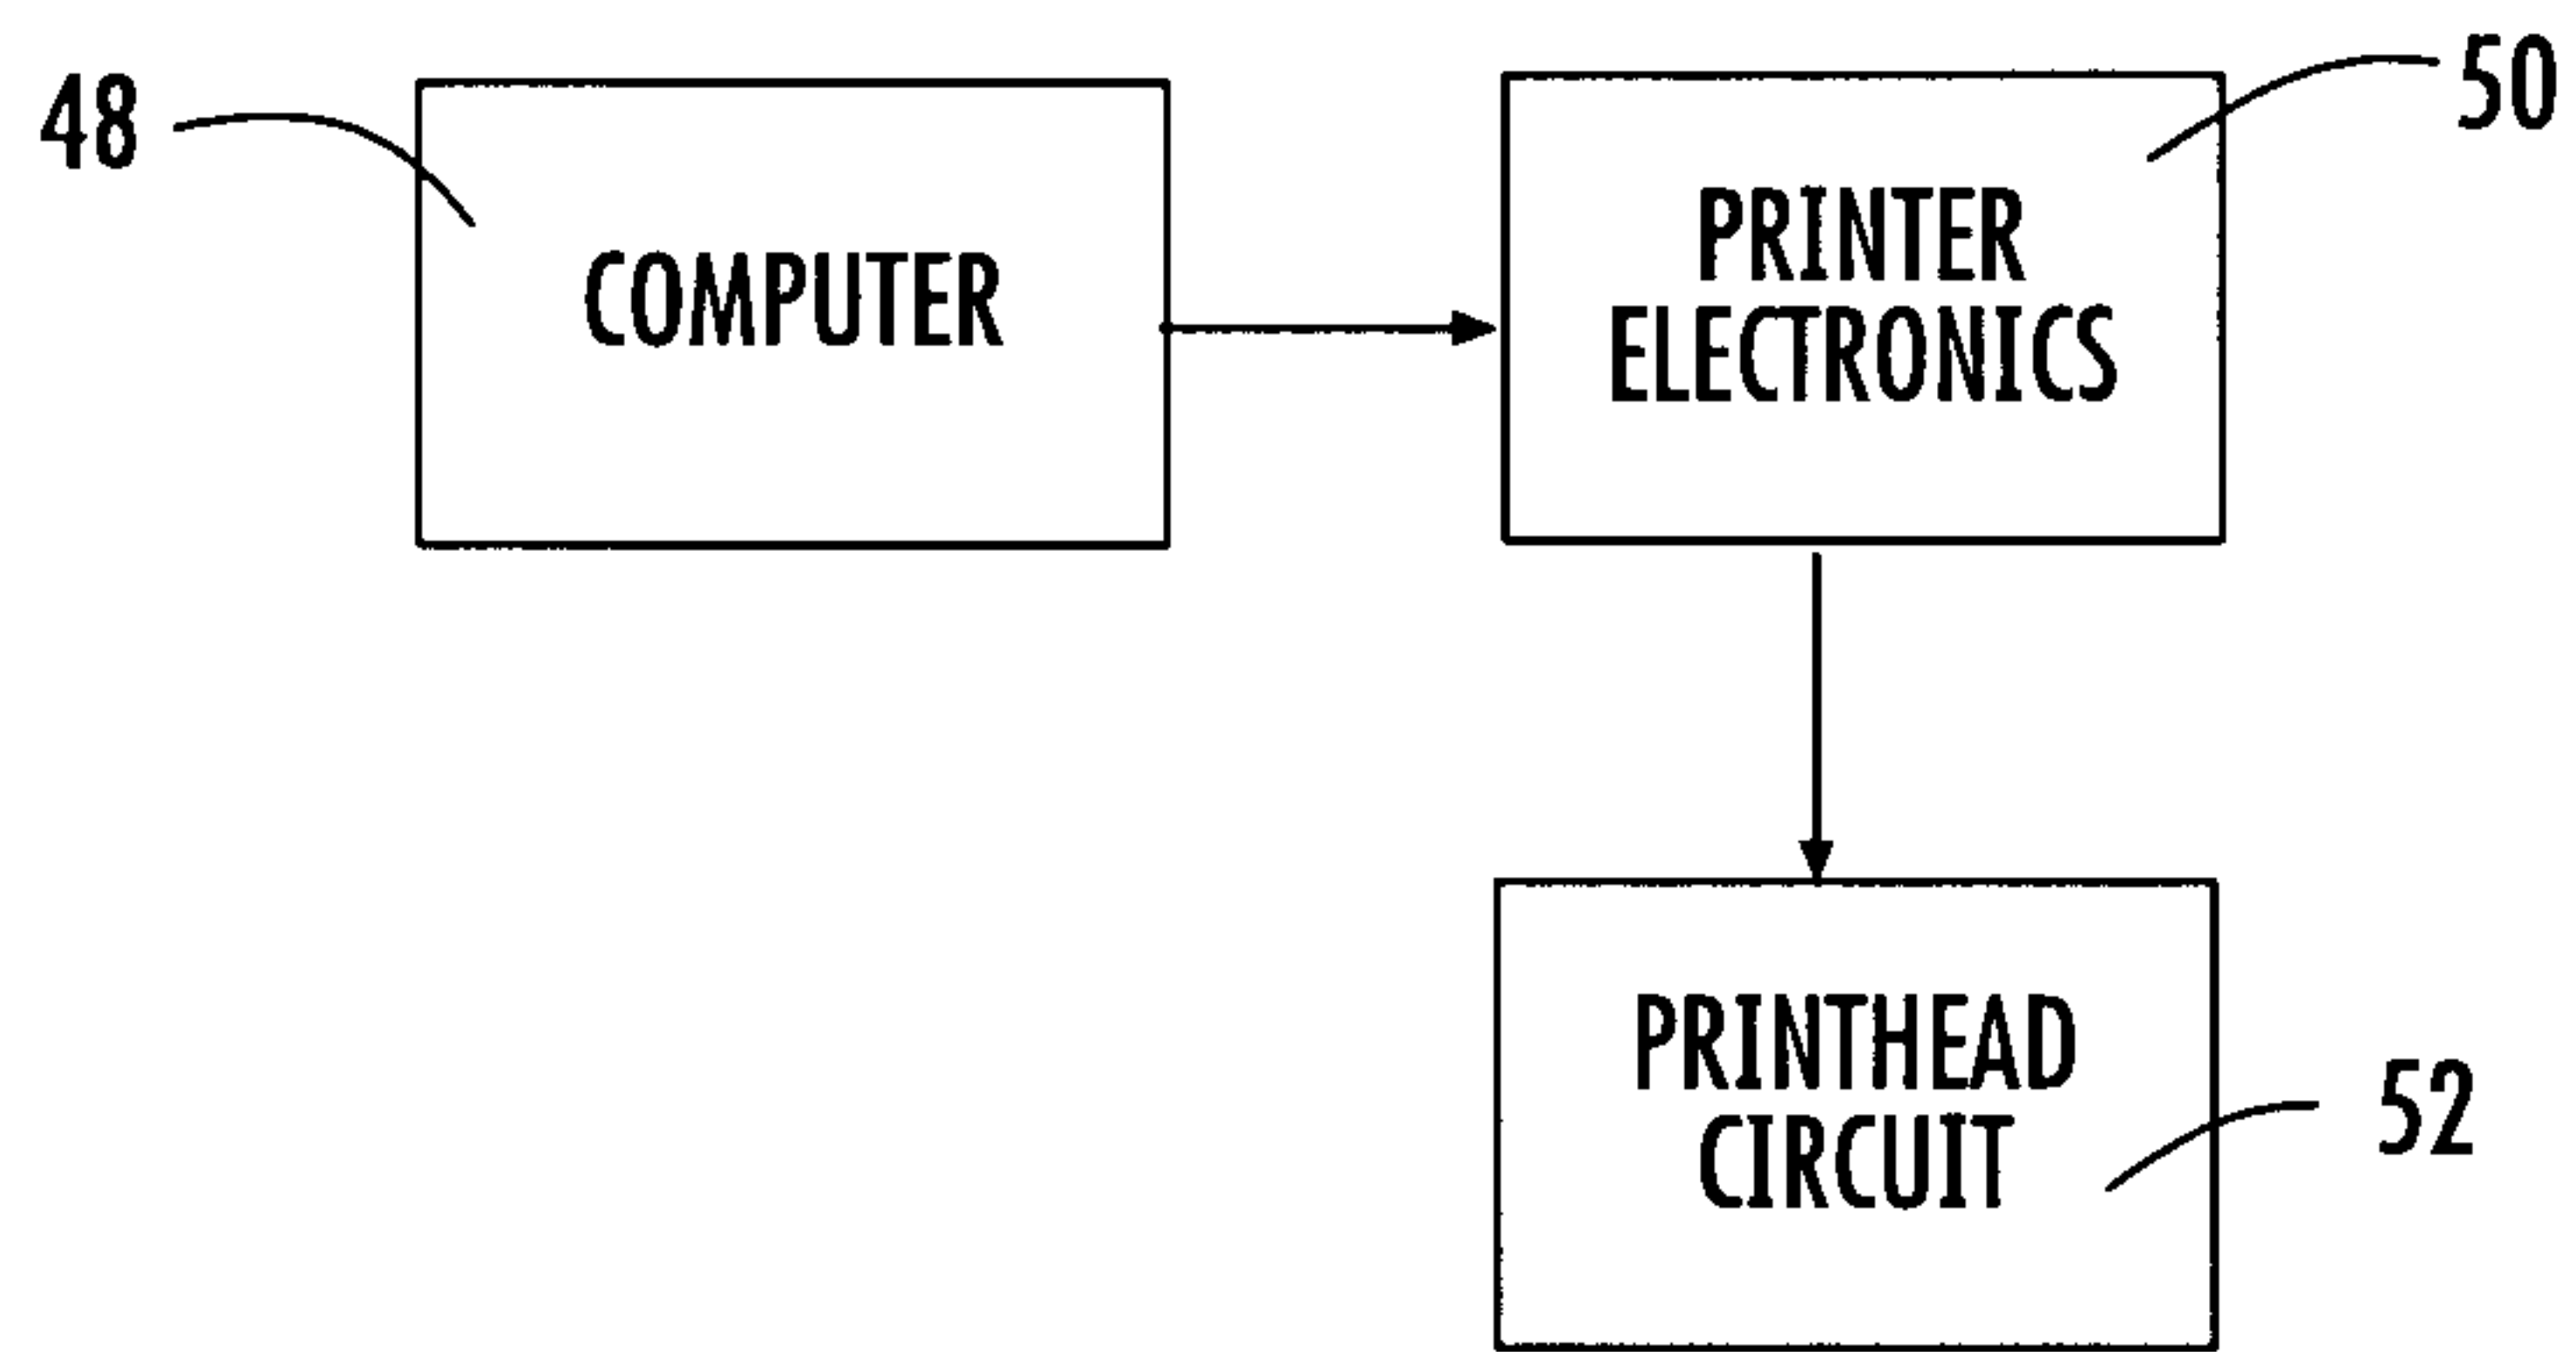 48
COMPUTER
50
PRINTER
ELECTRONICS
PRINTHEAD
CIRCUIT
52